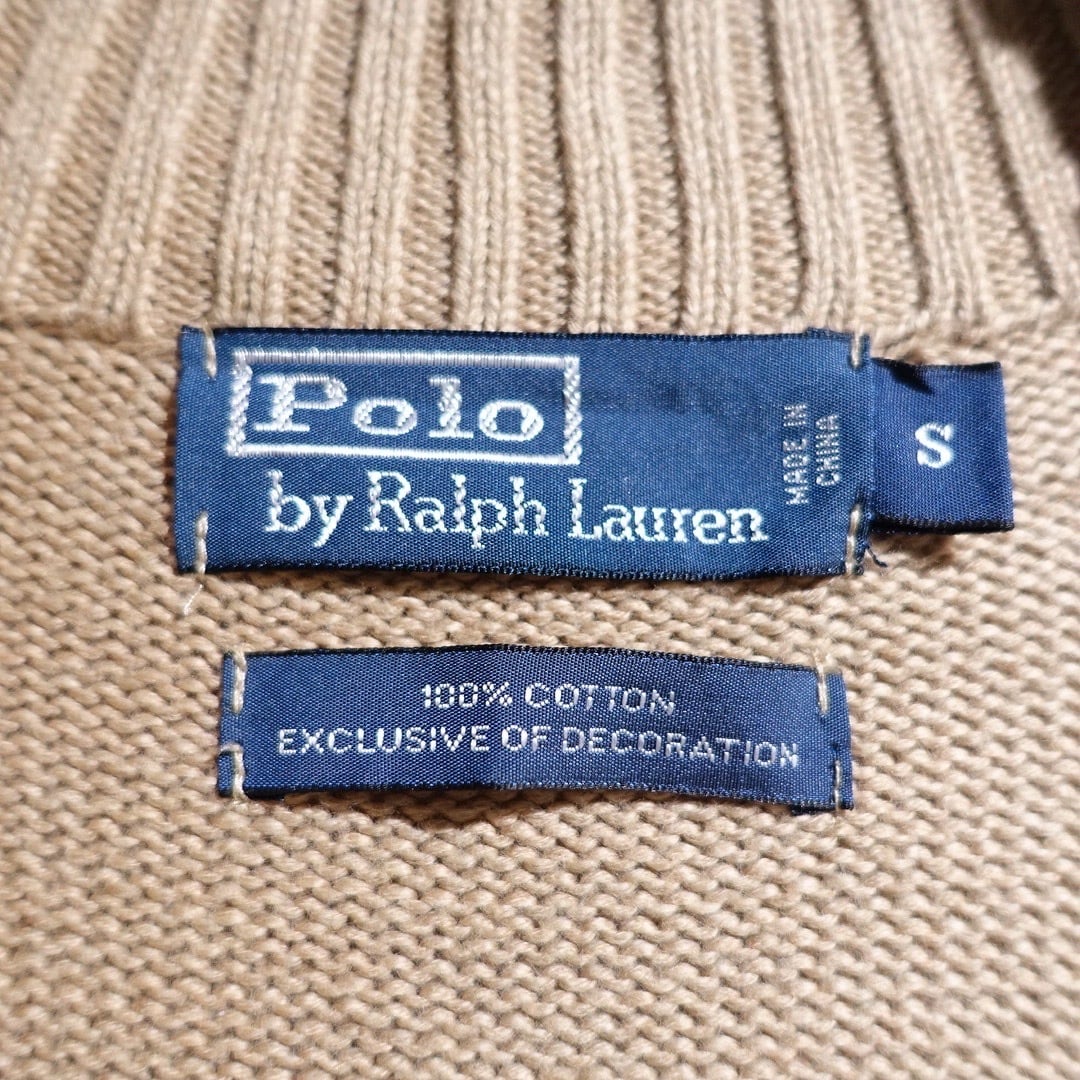 Polo
by Ralph Lauren
MADE IN
CHINA
S
100% COTTON
EXCLUSIVE OF DECORATION